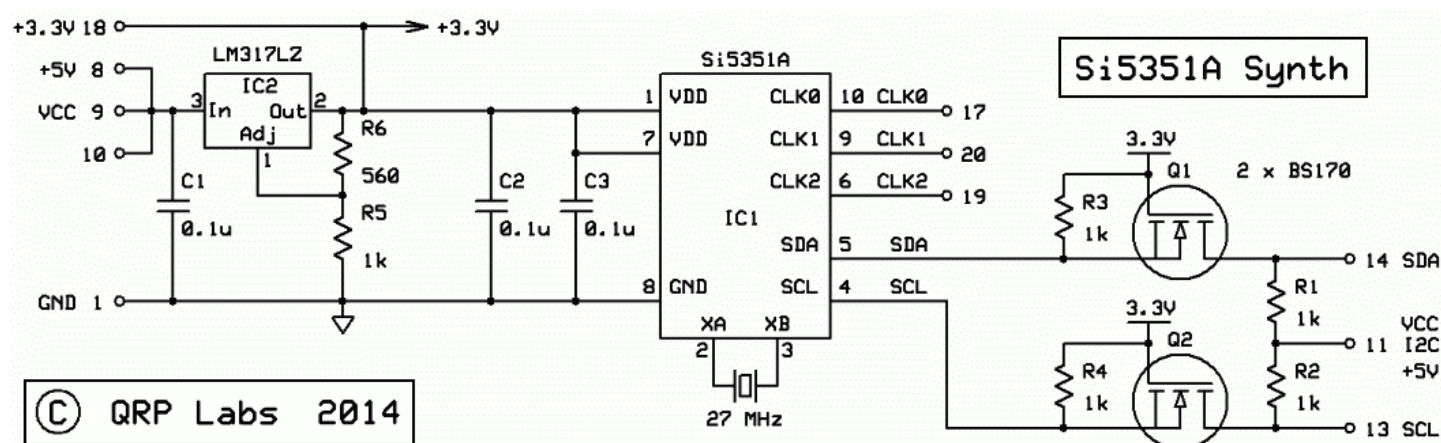 +3.3V 18
+3.3V
LM317LZ
+5V 8
VCC 9
10
3 In
IC2
Out 2
Adj
1
R6
560
R5
1k
C1
0.1u
C2
0.1u
C3
0.1u
GND 1
Si5351A
1 VDD
7 VDD
8 GND
IC1
CLK0 10 CLK0 17
CLK1 9 CLK1 20
CLK2 6 CLK2 19
SDA 5 SDA
SCL 4 SCL
XA
XB
2
3
27 MHz
Si5351A Synth
3.3V
Q1
2 x BS170
R3
1k
14 SDA
R1
1k
3.3V
Q2
VCC
11 I2C
+5V
R4
1k
R2
1k
13 SCL
© QRP Labs 2014